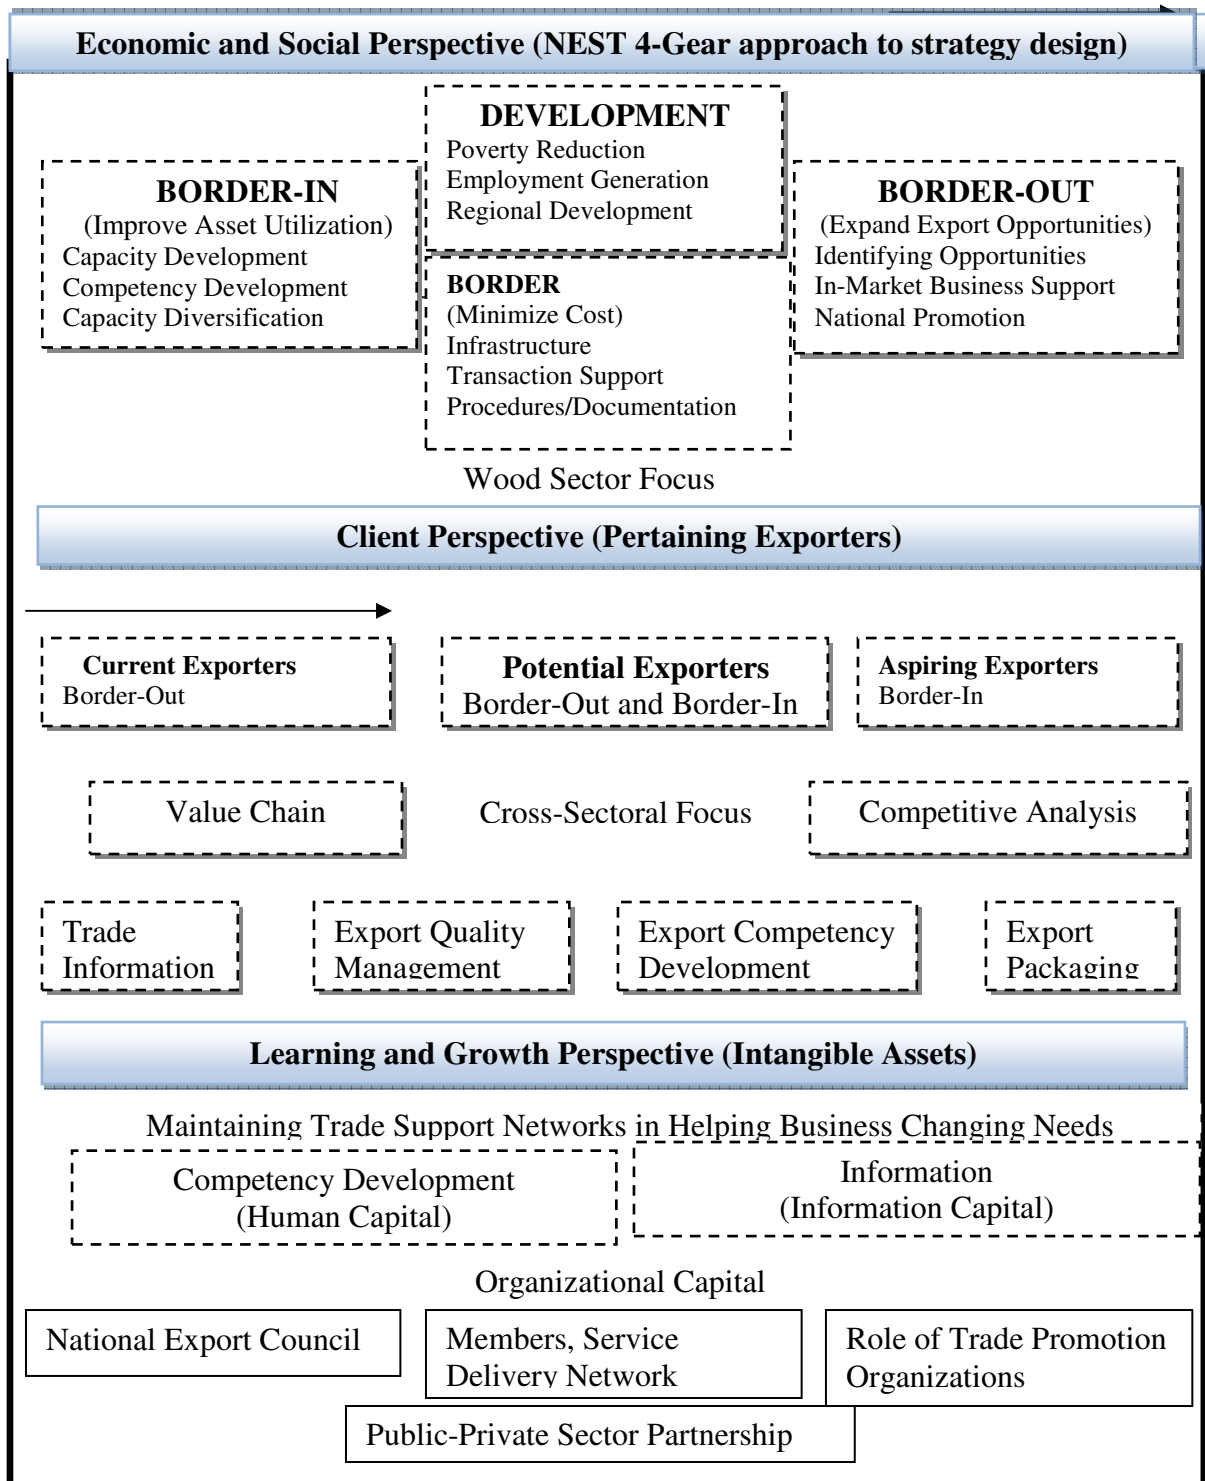 Economic and Social Perspective (NEST 4-Gear approach to strategy design)
DEVELOPMENT
Poverty Reduction
Employment Generation
Regional Development
BORDER-IN
(Improve Asset Utilization)
Capacity Development
Competency Development
Capacity Diversification
BORDER
(Minimize Cost)
Infrastructure
Transaction Support
Procedures/Documentation
BORDER-OUT
(Expand Export Opportunities)
Identifying Opportunities
In-Market Business Support
National Promotion
Wood Sector Focus
Client Perspective (Pertaining Exporters)
Current Exporters
Border-Out
Potential Exporters
Border-Out and Border-In
Aspiring Exporters
Border-In
Value Chain
Cross-Sectoral Focus
Competitive Analysis
Trade
Information
Export Quality
Management
Export Competency
Development
Export
Packaging
Learning and Growth Perspective (Intangible Assets)
Maintaining Trade Support Networks in Helping Business Changing Needs
Competency Development
(Human Capital)
Information
(Information Capital)
Organizational Capital
National Export Council
Members, Service
Delivery Network
Role of Trade Promotion
Organizations
Public-Private Sector Partnership